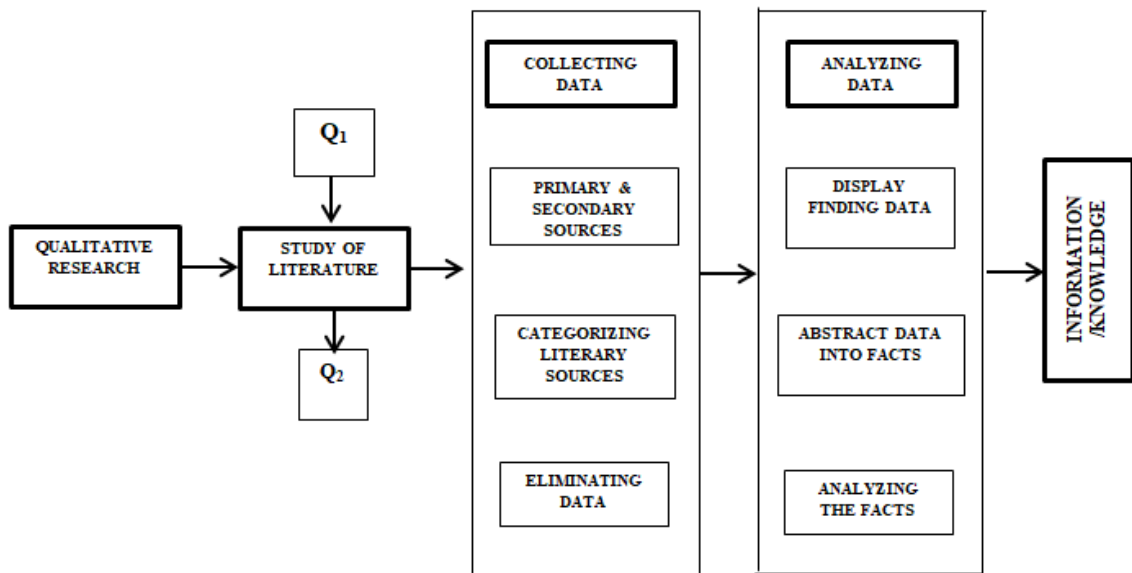 QUALITATIVE
RESEARCH
Q₁
STUDY OF
LITERATURE
Q₂
COLLECTING
DATA
PRIMARY &
SECONDARY
SOURCES
CATEGORIZING
LITERARY
SOURCES
ELIMINATING
DATA
ANALYZING
DATA
DISPLAY
FINDING DATA
ABSTRACT DATA
INTO FACTS
ANALYZING
THE FACTS
INFORMATION
/KNOWLEDGE